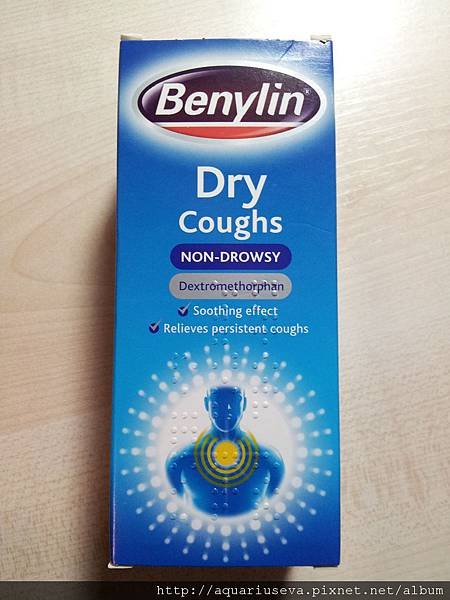 Benylin®
Dry
Coughs
NON-DROWSY
Dextromethorphan
Soothing effect
Relieves persistent coughs
http://aquariuseva.pixnet.net/album